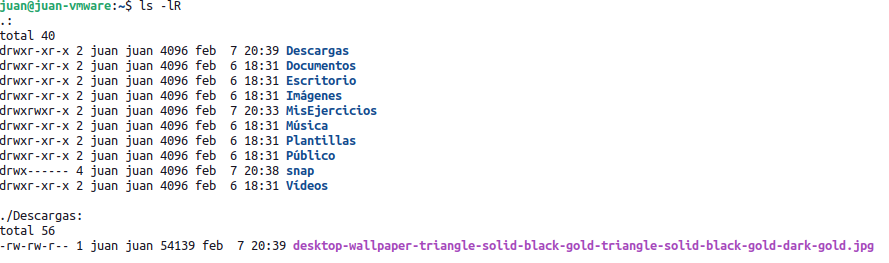 juan@juan-vmware:~$ ls -lR
.:
total 40
drwxr-xr-x 2 juan juan 4096 feb  7 20:39 Descargas
drwxr-xr-x 2 juan juan 4096 feb  6 18:31 Documentos
drwxr-xr-x 2 juan juan 4096 feb  6 18:31 Escritorio
drwxr-xr-x 2 juan juan 4096 feb  6 18:31 Imágenes
drwxrwxr-x 2 juan juan 4096 feb  7 20:33 MisEjercicios
drwxr-xr-x 2 juan juan 4096 feb  6 18:31 Música
drwxr-xr-x 2 juan juan 4096 feb  6 18:31 Plantillas
drwxr-xr-x 2 juan juan 4096 feb  6 18:31 Público
drwx------ 4 juan juan 4096 feb  7 20:38 snap
drwxr-xr-x 2 juan juan 4096 feb  6 18:31 Vídeos

./Descargas:
total 56
-rw-rw-r-- 1 juan juan 54139 feb  7 20:39 desktop-wallpaper-triangle-solid-black-gold-triangle-solid-black-gold-dark-gold.jpg